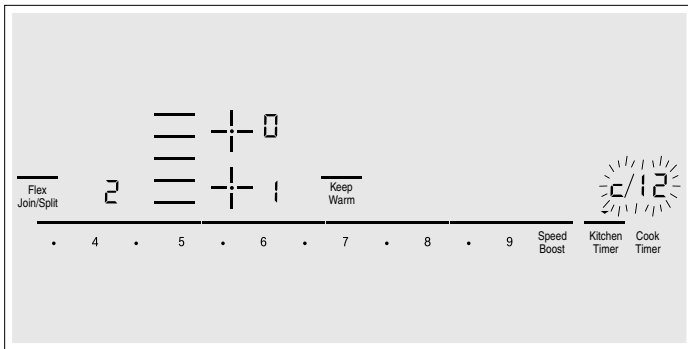 0
2
1
c/12
Flex
Join/Split
Keep
Warm
. 4 . 5 . 6 . 7 . 8 . 9
Speed
Boost
Kitchen
Timer
Cook
Timer